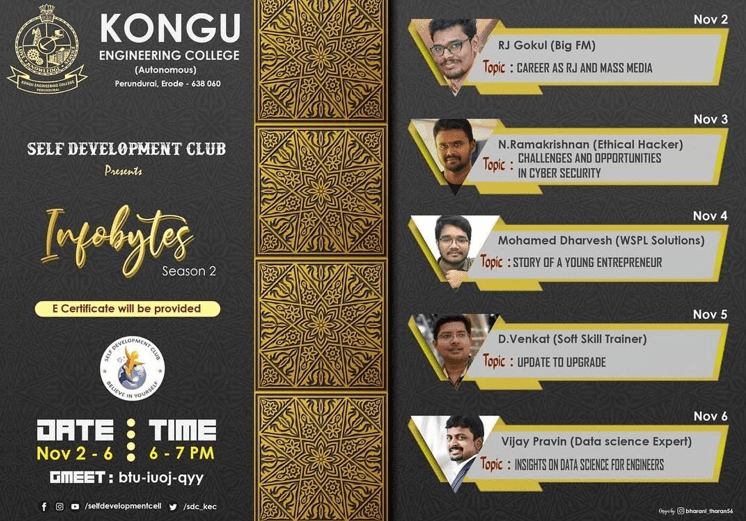 KONGU
ENGINEERING COLLEGE
(Autonomous)
Perundurai, Erode - 638 060
SELF DEVELOPMENT CLUB
Presents
Infobytes
Season 2
E Certificate will be provided
SELF DEVELOPMENT CLUB
BELIEVE IN YOURSELF
DATE : TIME
Nov 2 - 6 : 6 - 7 PM
GMEET : btu-iuoj-qyy
/selfdevelopmentcell /sdc_kec
Nov 2
RJ Gokul (Big FM)
Topic : CAREER AS RJ AND MASS MEDIA
Nov 3
N.Ramakrishnan (Ethical Hacker)
Topic : CHALLENGES AND OPPORTUNITIES
IN CYBER SECURITY
Nov 4
Mohamed Dharvesh (WSPL Solutions)
Topic : STORY OF A YOUNG ENTREPRENEUR
Nov 5
D.Venkat (Soft Skill Trainer)
Topic : UPDATE TO UPGRADE
Nov 6
Vijay Pravin (Data science Expert)
Topic : INSIGHTS ON DATA SCIENCE FOR ENGINEERS
bharani_tharan56